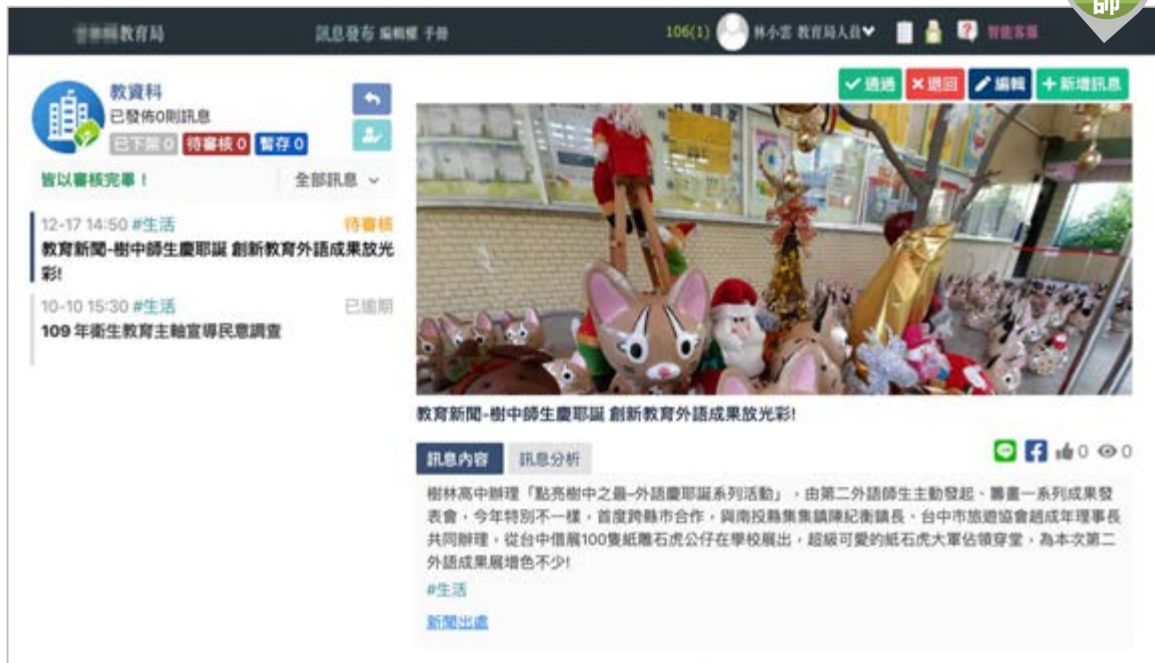 師
教育局
訊息發布 編輯權 手冊
106(1) 林小雲 教育局人員 智能客服
通過 退回 編輯 新增訊息
教資科
已發佈0則訊息
已下架 0 待審核 0 暫存 0
皆以審核完畢！
全部訊息
12-17 14:50 #生活 待審核
教育新聞-樹中師生慶耶誕 創新教育外語成果放光
彩!
10-10 15:30 #生活 已逾期
109 年衛生教育主軸宣導民意調查
教育新聞-樹中師生慶耶誕 創新教育外語成果放光彩!
訊息內容 訊息分析
0 0
樹林高中辦理「點亮樹中之最–外語慶耶誕系列活動」，由第二外語師生主動發起、籌畫一系列成果發
表會，今年特別不一樣，首度跨縣市合作，與南投縣集集鎮陳紀衡鎮長、台中市旅遊協會趙成年理事長
共同辦理，從台中借展100隻紙雕石虎公仔在學校展出，超級可愛的紙石虎大軍佔領穿堂，為本次第二
外語成果展增色不少!
#生活
新聞出處